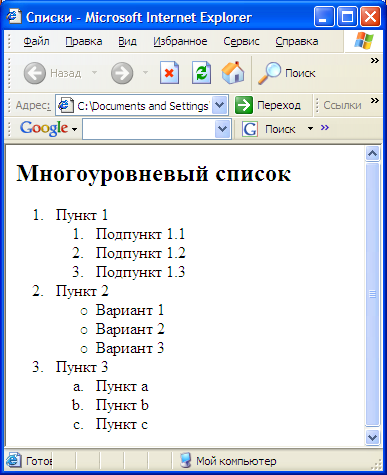 Списки - Microsoft Internet Explorer
Файл Правка Вид Избранное Сервис Справка »
Назад Поиск »
Адрес: C:\Documents and Settings Переход Ссылки »
Google Поиск »
Многоуровневый список
1. Пункт 1
1. Подпункт 1.1
2. Подпункт 1.2
3. Подпункт 1.3
2. Пункт 2
○ Вариант 1
○ Вариант 2
○ Вариант 3
3. Пункт 3
a. Пункт a
b. Пункт b
c. Пункт c
Гото Мой компьютер